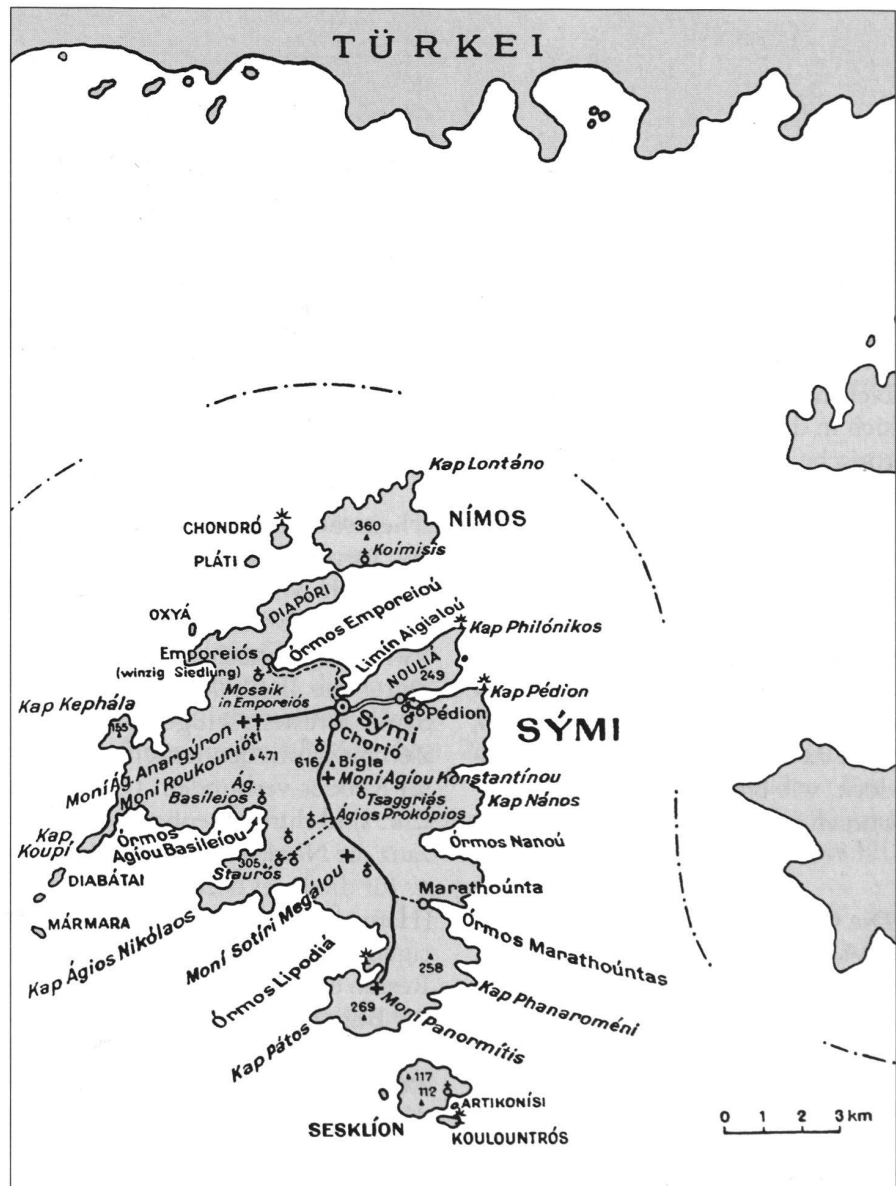 TÜRKEI
Kap Lontáno
CHONDRÓ
NÍMOS
360
PLÁTI
Koímisis
DIAPÓRI
OXYÁ
Órmos Emporeioú
Limín Aigialoú
Kap Philónikos
Emporeiós
(winzig Siedlung)
NOULIÁ
249
Mosaik
in Emporeiós
Kap Pédion
Kap Kephála
Pédion
Sými
SÝMI
155
Chorió
Moní Ág. Anargýron
Moní Roukounióti
616
Bígla
471
Moní Agíou Konstantínou
Ág.
Basíleios
Tsaggriás
Kap Nános
Ágios Prokópios
Kap
Koupí
Órmos
Agíou Basileíou
Órmos Nanoú
305
Staurós
DIABÁTAI
Marathoúnta
MÁRMARA
Kap Ágios Nikólaos
Moní Sotíri Megálou
Órmos Marathoúntas
Órmos Lipodiá
258
Kap Phanaroméni
269
Moní Panormítis
Kap Pátos
117
112
ARTIKONÍSI
SESKLÍON
KOULOUNTRÓS
0 1 2 3 km